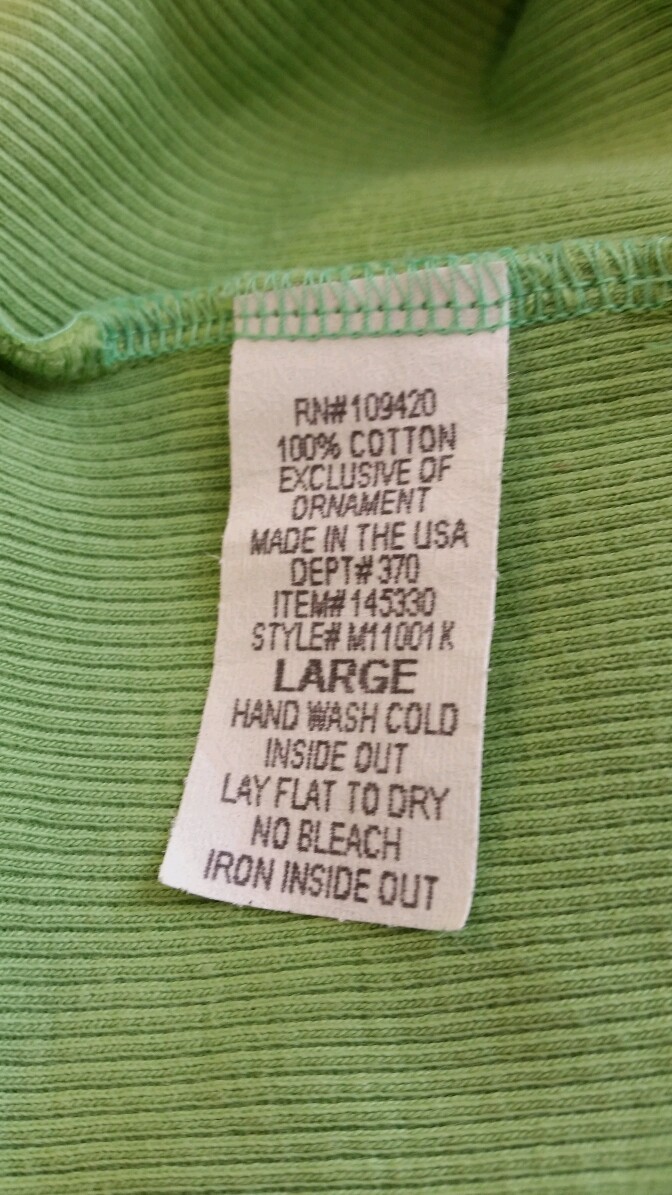 RN#109420
100% COTTON
EXCLUSIVE OF
ORNAMENT
MADE IN THE USA
DEPT#370
ITEM#145330
STYLE# M11001K
LARGE
HAND WASH COLD
INSIDE OUT
LAY FLAT TO DRY
NO BLEACH
IRON INSIDE OUT